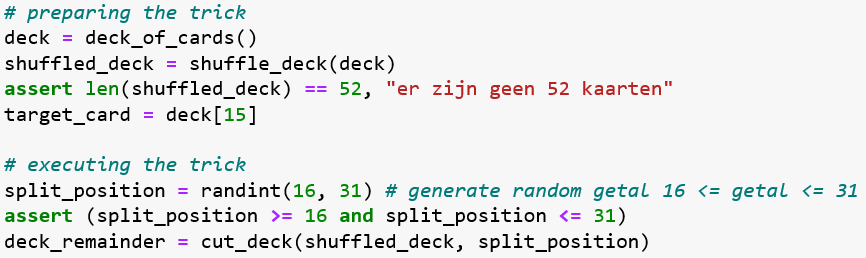 # preparing the trick
deck = deck_of_cards()
shuffled_deck = shuffle_deck(deck)
assert len(shuffled_deck) == 52, "er zijn geen 52 kaarten"
target_card = deck[15]

# executing the trick
split_position = randint(16, 31) # generate random getal 16 <= getal <= 31
assert (split_position >= 16 and split_position <= 31)
deck_remainder = cut_deck(shuffled_deck, split_position)